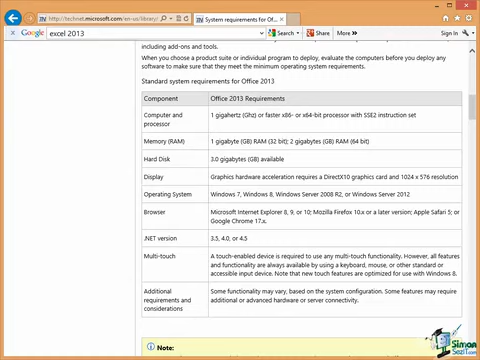 http://technet.microsoft.com/en-us/library/
System requirements for Of...
Google
excel 2013
Search
Share
More »
Sign In
including add-ons and tools.
When you choose a product suite or individual program to deploy, evaluate the computers before you deploy any
software to make sure that they meet the minimum operating system requirements.
Standard system requirements for Office 2013
Component Office 2013 Requirements
Computer and
processor
1 gigahertz (Ghz) or faster x86- or x64-bit processor with SSE2 instruction set
Memory (RAM) 1 gigabyte (GB) RAM (32 bit); 2 gigabytes (GB) RAM (64 bit)
Hard Disk 3.0 gigabytes (GB) available
Display Graphics hardware acceleration requires a DirectX10 graphics card and 1024 x 576 resolution
Operating System Windows 7, Windows 8, Windows Server 2008 R2, or Windows Server 2012
Browser Microsoft Internet Explorer 8, 9, or 10; Mozilla Firefox 10.x or a later version; Apple Safari 5; or
Google Chrome 17.x.
.NET version 3.5, 4.0, or 4.5
Multi-touch A touch-enabled device is required to use any multi-touch functionality. However, all features
and functionality are always available by using a keyboard, mouse, or other standard or
accessible input device. Note that new touch features are optimized for use with Windows 8.
Additional
requirements and
considerations
Some functionality may vary, based on the system configuration. Some features may require
additional or advanced hardware or server connectivity.
Note:
Simon
Sez IT